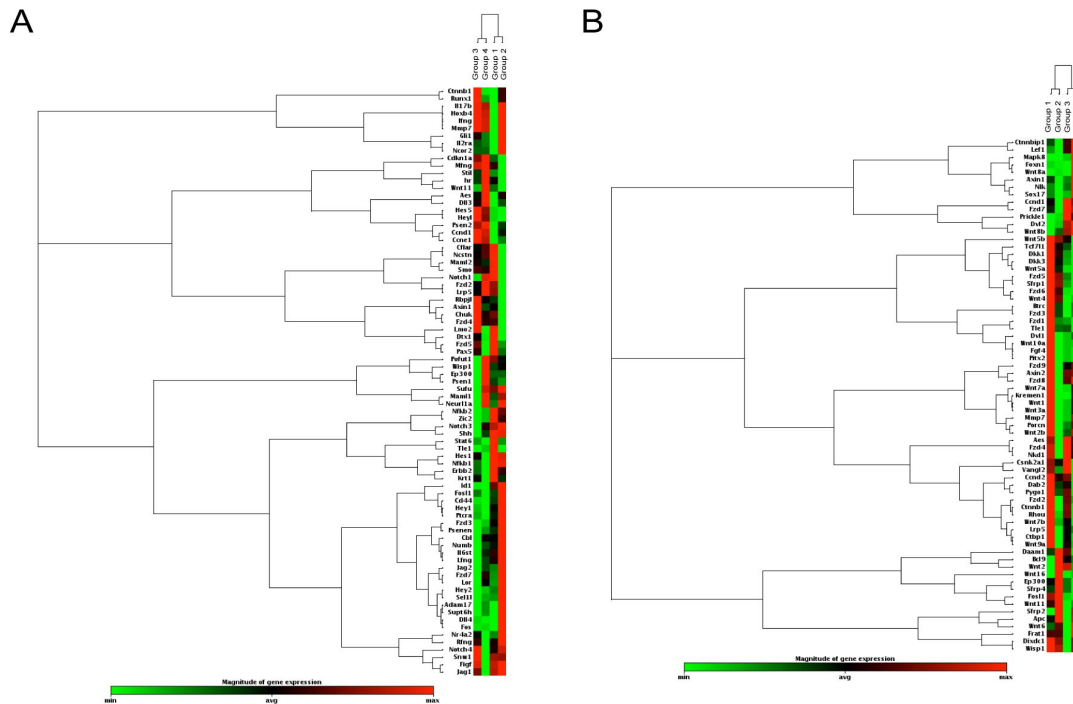 A
Group 3
Group 4
Group 1
Group 2
Ctnnb1
Runx1
Il17b
Hoxb4
Ifng
Mmp7
Gli1
Il2ra
Ncor2
Cdkn1a
Mfng
Stil
hr
Wnt11
Aes
Dll3
Hes5
Heyl
Psen2
Ccnd1
Ccne1
Cflar
Ncstn
Maml2
Smo
Notch1
Fzd2
Lrp5
Rbpjl
Axin1
Chuk
Fzd4
Lmo2
Dtx1
Fzd5
Pax5
Pofut1
Wisp1
Ep300
Psen1
Sufu
Maml1
Neurl1a
Nfkb2
Zic2
Notch3
Shh
Stat6
Tle1
Hes1
Nfkb1
Erbb2
Krt1
Id1
Fosl1
Cd44
Hey1
Ptcra
Fzd3
Psenen
Cbl
Numb
Il6st
Lfng
Jag2
Fzd7
Lor
Hey2
Sel1l
Adam17
Supt6h
Dll4
Fos
Nr4a2
Rfng
Notch4
Snw1
Figf
Jag1
Magnitude of gene expression
min avg max
B
Group 1
Group 2
Group 3
Ctnnbip1
Lef1
Mapk8
Foxn1
Wnt8a
Axin1
Nlk
Sox17
Ccnd1
Fzd7
Prickle1
Dvl2
Wnt8b
Wnt5b
Tcf7l1
Dkk1
Dkk3
Wnt5a
Fzd5
Sfrp1
Fzd6
Wnt4
Btrc
Fzd3
Fzd1
Tle1
Dvl1
Wnt10a
Fgf4
Pitx2
Fzd9
Axin2
Fzd8
Wnt7a
Kremen1
Wnt1
Wnt3a
Mmp7
Porcn
Wnt2b
Aes
Fzd4
Nkd1
Csnk2a1
Vangl2
Ccnd2
Dab2
Pygo1
Fzd2
Ctnnb1
Rhou
Wnt7b
Lrp5
Ctbp1
Wnt9a
Daam1
Bcl9
Wnt2
Wnt16
Ep300
Sfrp4
Fosl1
Wnt11
Sfrp2
Apc
Wnt6
Frat1
Dixdc1
Wisp1
Magnitude of gene expression
min avg max